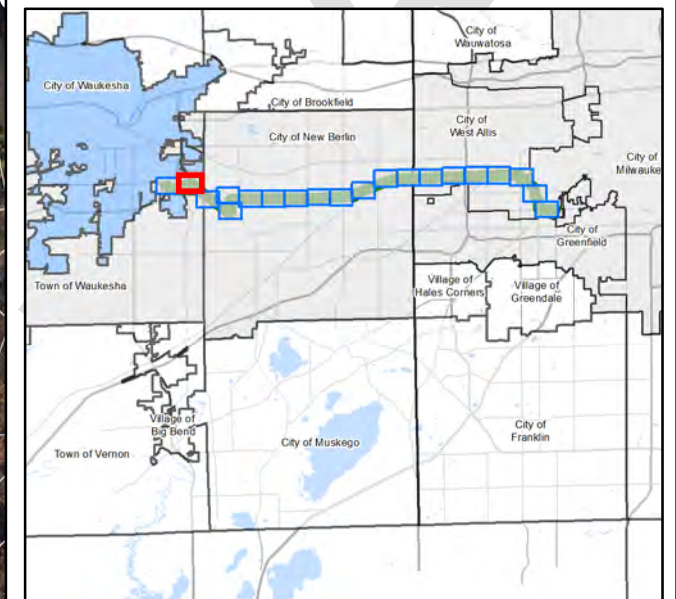 City of
Wauwatosa
City of Waukesha
City of Brookfield
City of
West Allis
City of New Berlin
City of
Milwauke
City of
Greenfield
Town of Waukesha
Village of
Hales Corners
Village of
Greendale
Village of
Big Bend
City of
Franklin
City of Muskego
Town of Vernon